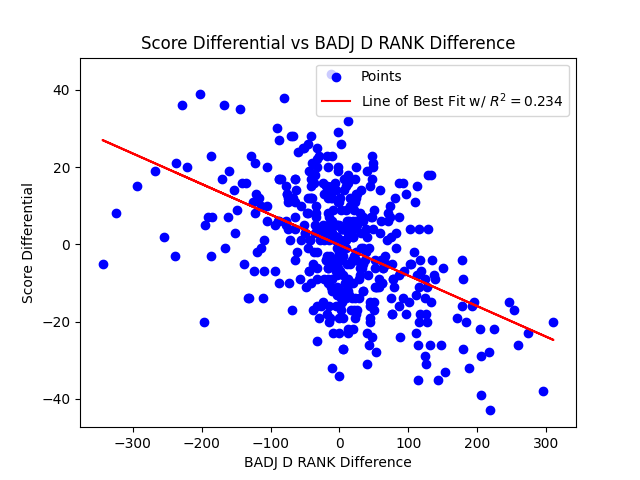 Score Differential vs BADJ D RANK Difference
Points
Line of Best Fit w/ R² = 0.234
Score Differential
40
20
0
−20
−40
−300
−200
−100
0
100
200
300
BADJ D RANK Difference